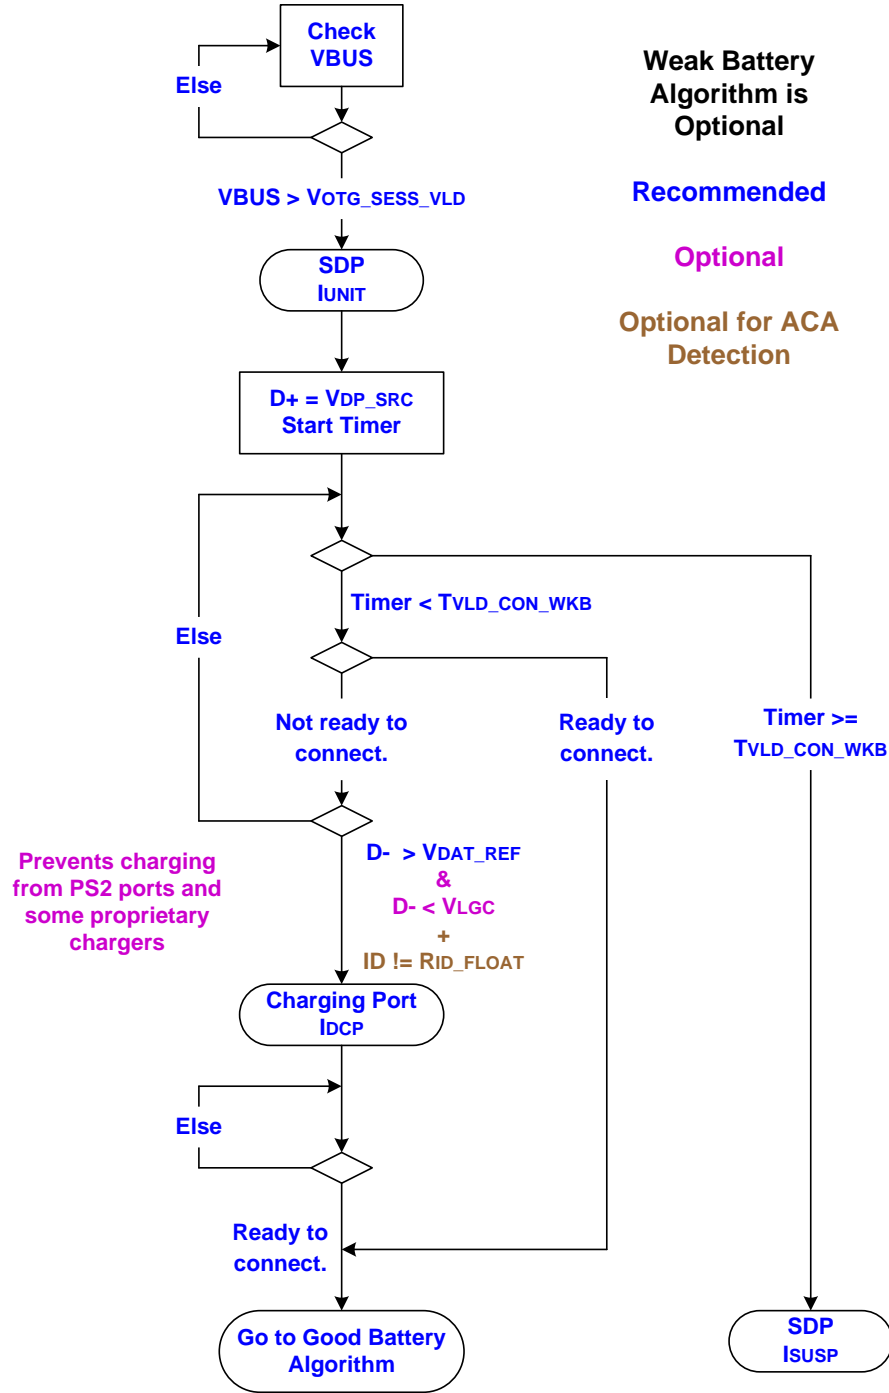 Check
VBUS
Else
VBUS > VOTG_SESS_VLD
SDP
IUNIT
D+ = VDP_SRC
Start Timer
Timer < TVLD_CON_WKB
Else
Not ready to
connect.
Ready to
connect.
Timer >=
TVLD_CON_WKB
Prevents charging
from PS2 ports and
some proprietary
chargers
D- > VDAT_REF
&
D- < VLGC
+
ID != RID_FLOAT
Charging Port
IDCP
Else
Ready to
connect.
Go to Good Battery
Algorithm
SDP
ISUSP
Weak Battery
Algorithm is
Optional
Recommended
Optional
Optional for ACA
Detection